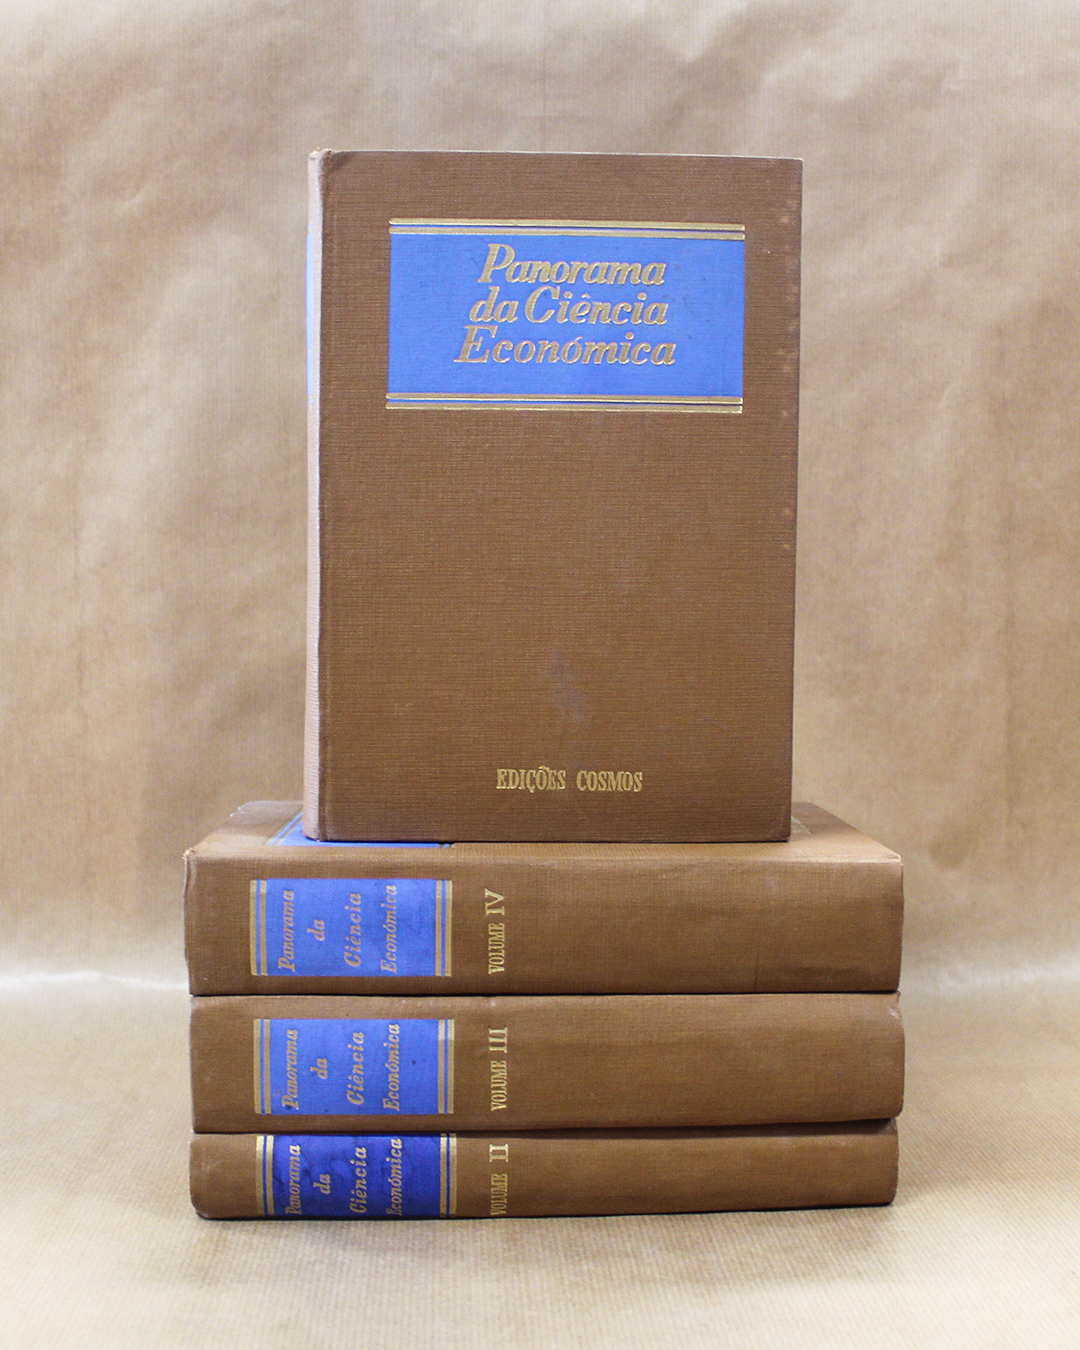 Panorama
da Ciência
Económica
EDIÇÕES COSMOS
Panorama
da
Ciência
Económica
VOLUME IV
Panorama
da
Ciência
Económica
VOLUME III
Panorama
da
Ciência
Económica
VOLUME II